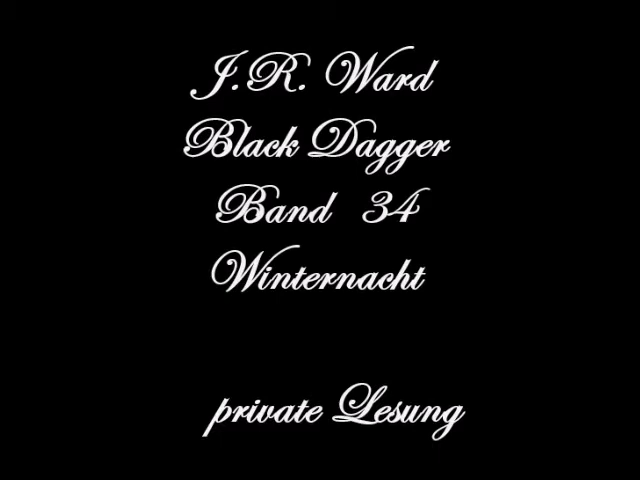 J.R. Ward
Black Dagger
Band 34
Winternacht
private Lesung